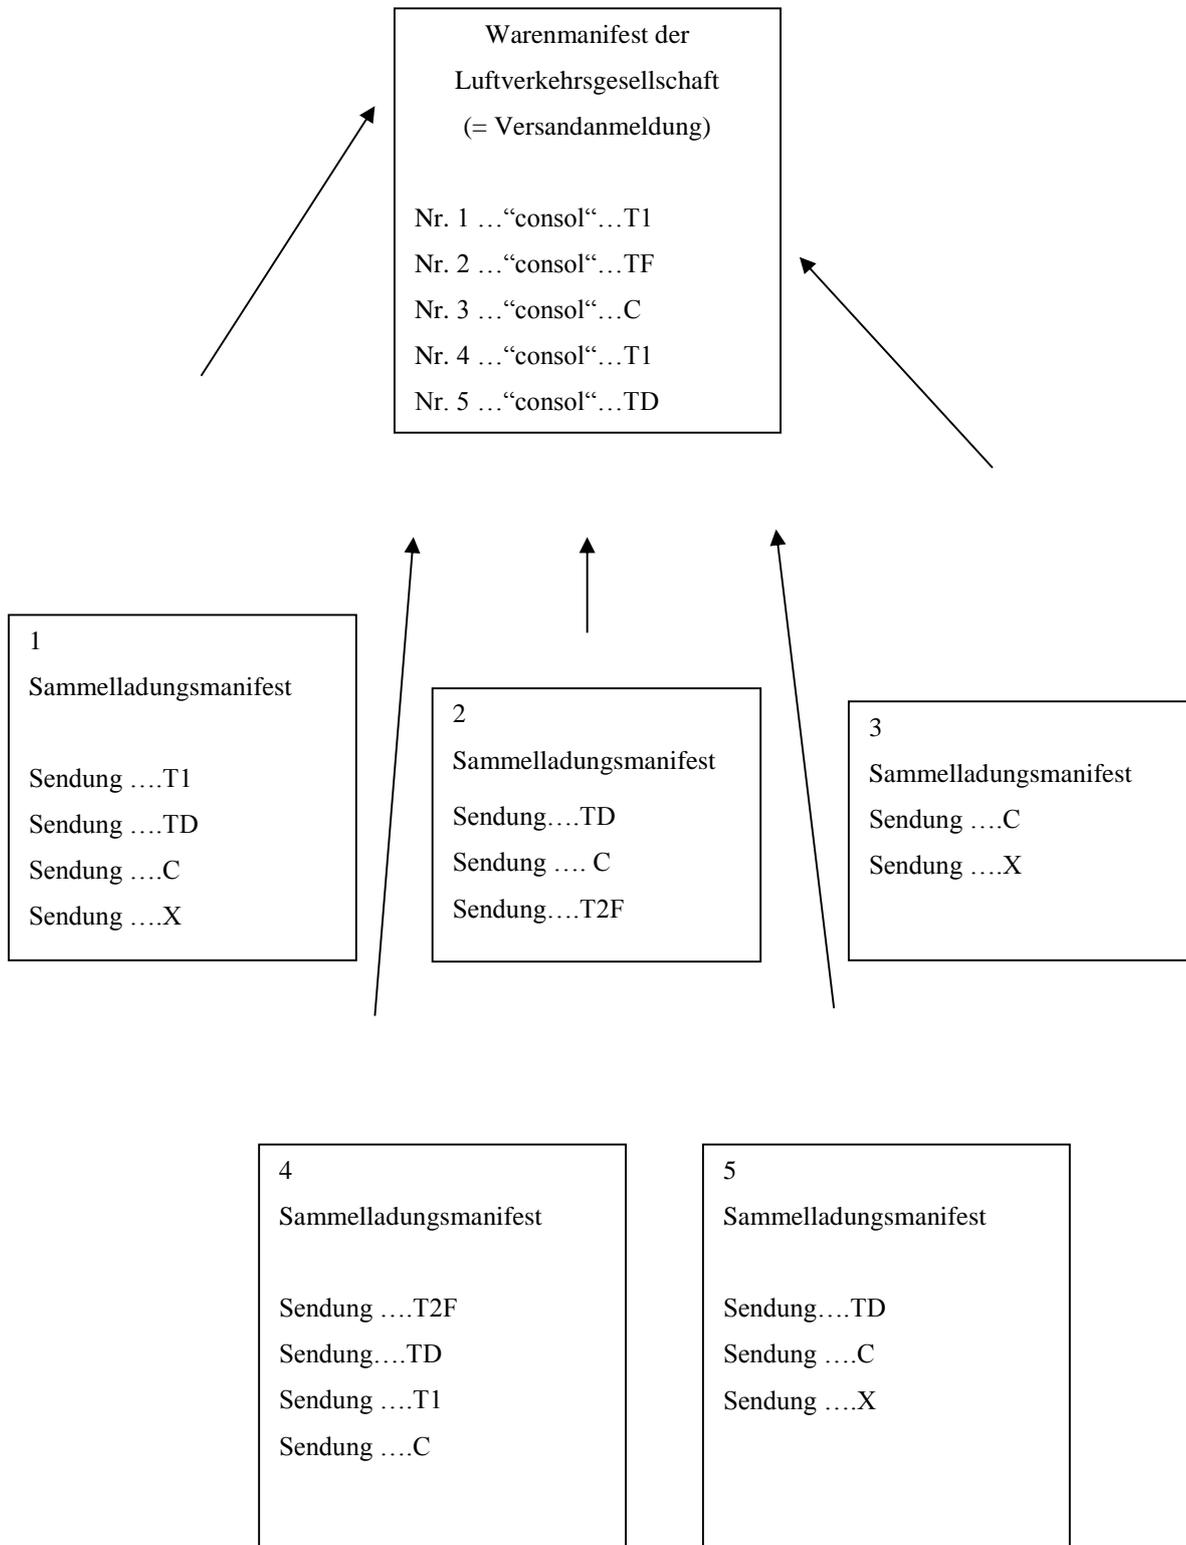 Warenmanifest der
Luftverkehrsgesellschaft
(= Versandanmeldung)
Nr. 1 …“consol“…T1
Nr. 2 …“consol“…TF
Nr. 3 …“consol“…C
Nr. 4 …“consol“…T1
Nr. 5 …“consol“…TD
1
Sammelladungsmanifest
Sendung ….T1
Sendung ….TD
Sendung ….C
Sendung ….X
2
Sammelladungsmanifest
Sendung….TD
Sendung …. C
Sendung….T2F
3
Sammelladungsmanifest
Sendung ….C
Sendung ….X
4
Sammelladungsmanifest
Sendung ….T2F
Sendung….TD
Sendung ….T1
Sendung ….C
5
Sammelladungsmanifest
Sendung….TD
Sendung ….C
Sendung ….X